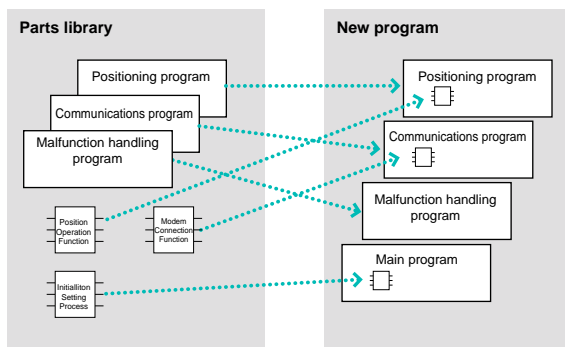 Parts library
Positioning program
Communications program
Malfunction handling
program
Position
Operation
Function
Modem
Connection
Function
Initialliton
Setting
Process
New program
Positioning program
Communications program
Malfunction handling
program
Main program